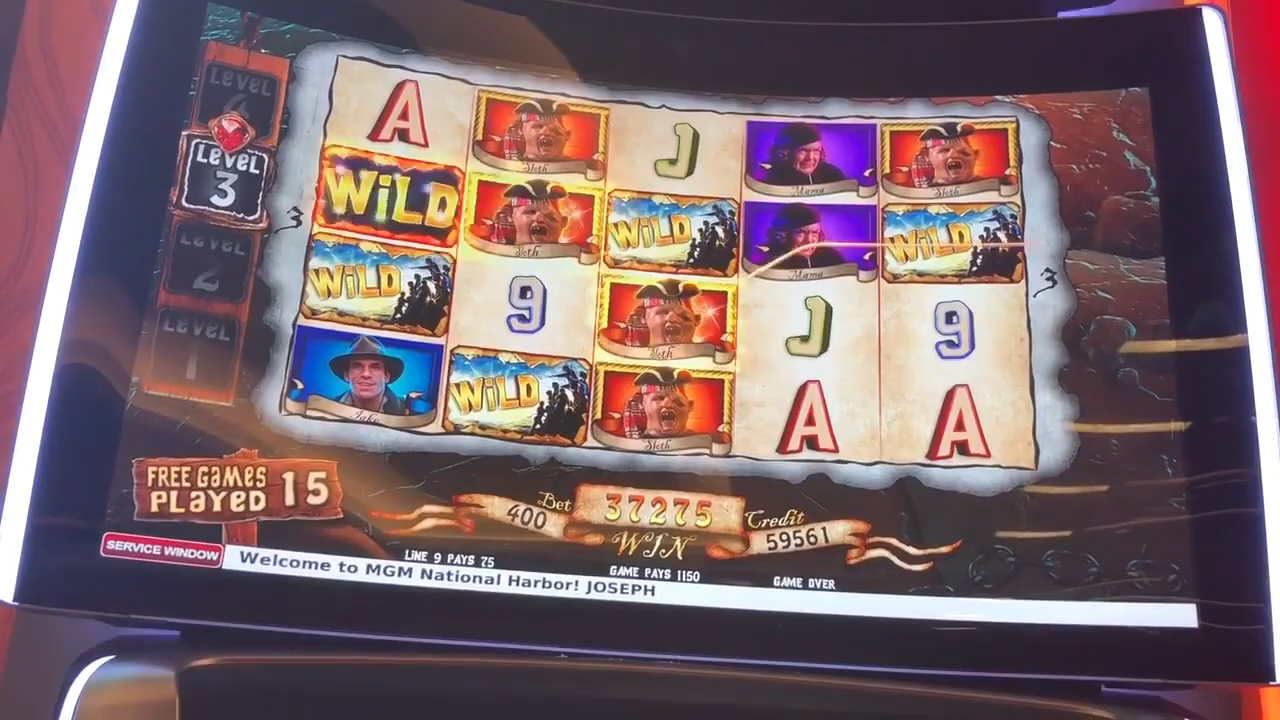 LEVEL
LEVEL
3
LEVEL
2
LEVEL
1
A
Sloth
J
Mama
Sloth
WiLD
Sloth
WiLD
Mama
WiLD
3
3
WiLD
9
Sloth
J
9
Jake
WiLD
Sloth
A
A
FREE GAMES
PLAYED 15
Bet
400
37275
WIN
Credit
59561
LINE 9 PAYS 75
GAME PAYS 1150
GAME OVER
SERVICE WINDOW
Welcome to MGM National Harbor! JOSEPH